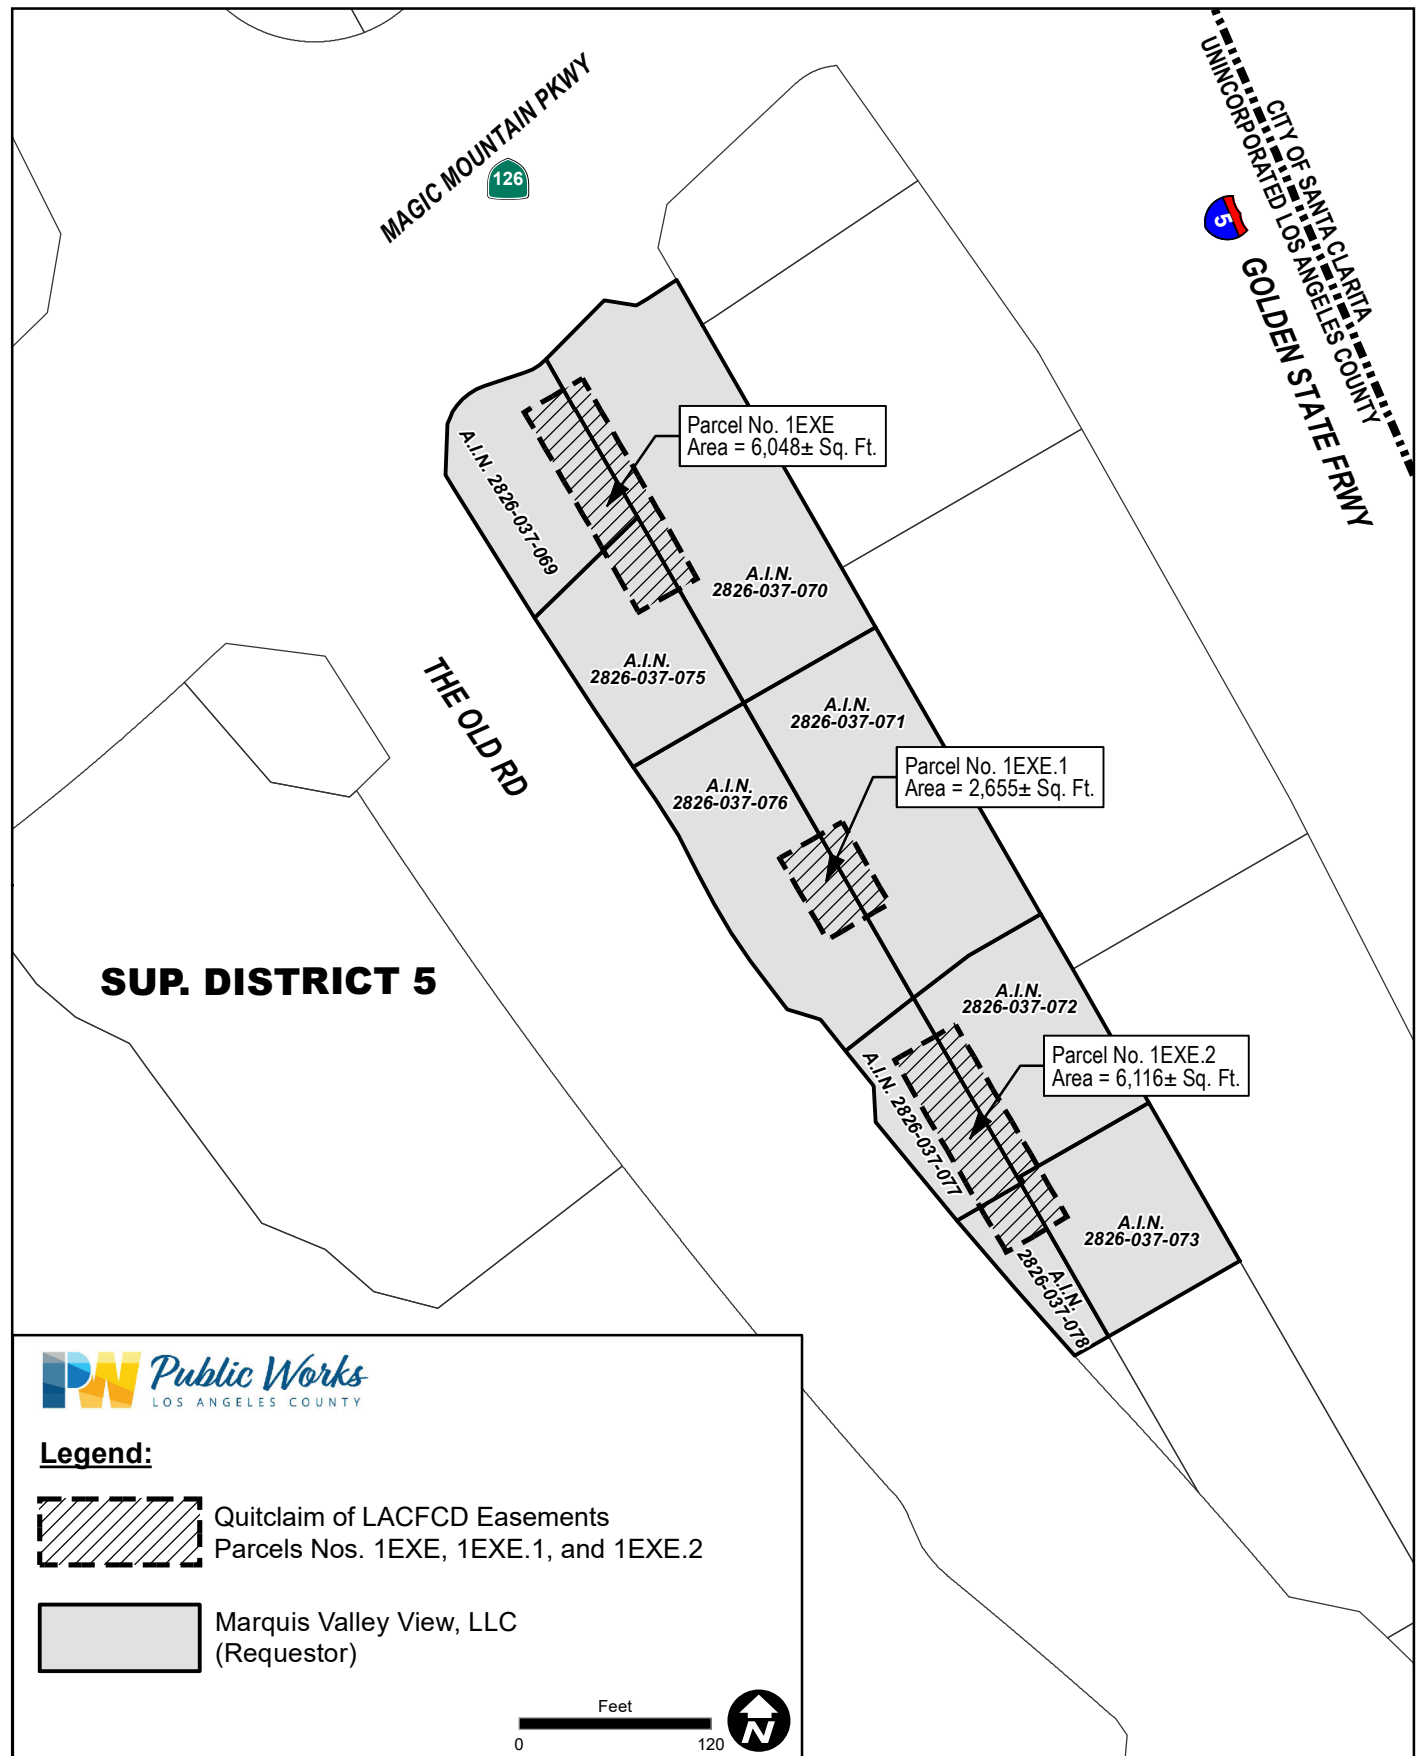 MAGIC MOUNTAIN PKWY
126
CITY OF SANTA CLARITA
UNINCORPORATED LOS ANGELES COUNTY
5
GOLDEN STATE FRWY
Parcel No. 1EXE
Area = 6,048± Sq. Ft.
A.I.N. 2826-037-069
A.I.N.
2826-037-070
A.I.N.
2826-037-075
THE OLD RD
A.I.N.
2826-037-071
Parcel No. 1EXE.1
Area = 2,655± Sq. Ft.
A.I.N.
2826-037-076
SUP. DISTRICT 5
A.I.N.
2826-037-072
Parcel No. 1EXE.2
Area = 6,116± Sq. Ft.
A.I.N. 2826-037-077
A.I.N.
2826-037-073
A.I.N.
2826-037-078
PW
Public Works
LOS ANGELES COUNTY
Legend:
Quitclaim of LACFCD Easements
Parcels Nos. 1EXE, 1EXE.1, and 1EXE.2
Marquis Valley View, LLC
(Requestor)
Feet
0 120
N